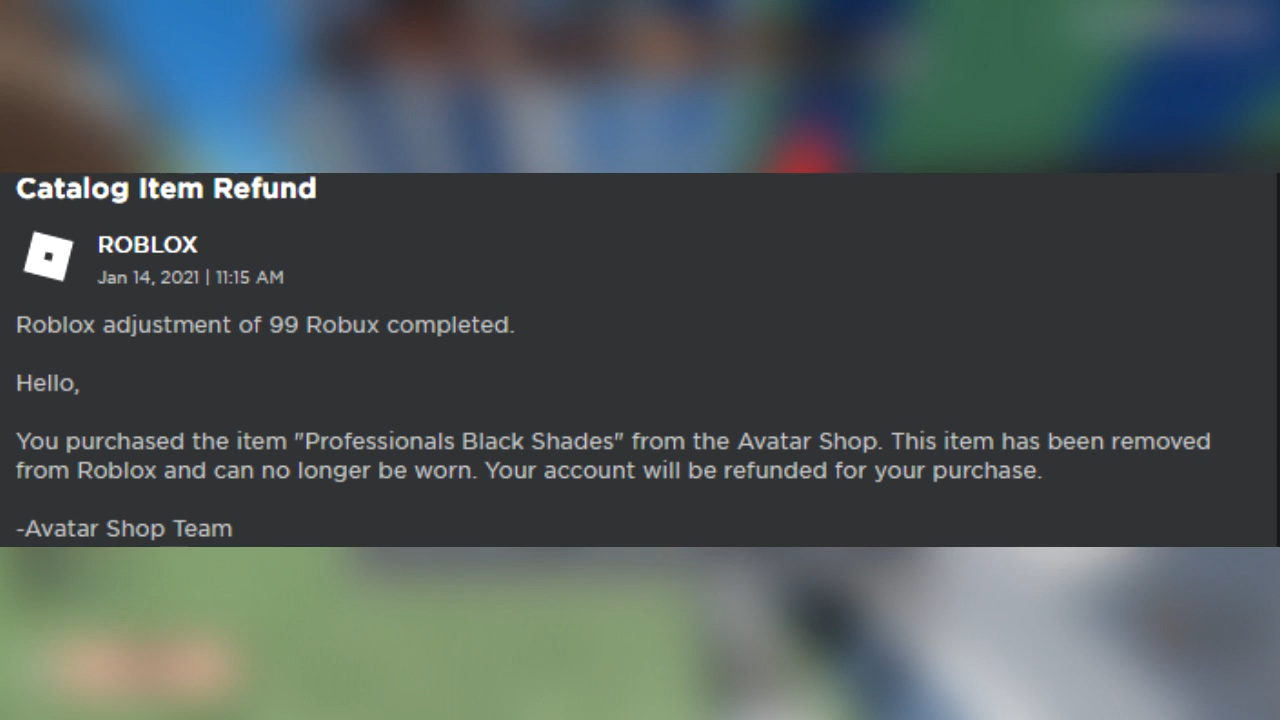 Catalog Item Refund
ROBLOX
Jan 14, 2021 | 11:15 AM
Roblox adjustment of 99 Robux completed.
Hello,
You purchased the item "Professionals Black Shades" from the Avatar Shop. This item has been removed
from Roblox and can no longer be worn. Your account will be refunded for your purchase.
-Avatar Shop Team